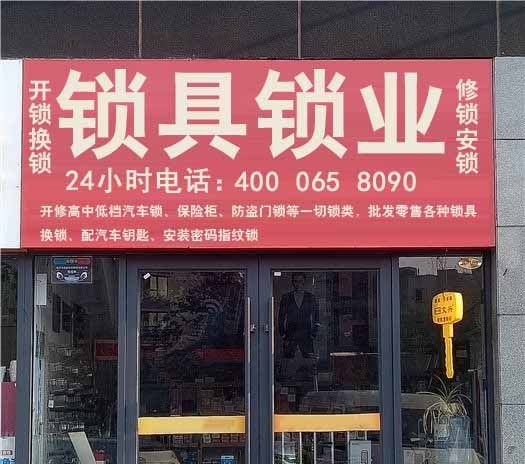 开锁换锁
锁具锁业
修锁安锁
24小时电话：400 065 8090
开修高中低档汽车锁、保险柜、防盗门锁等一切锁类，批发零售各种锁具
换锁、配汽车钥匙、安装密码指纹锁